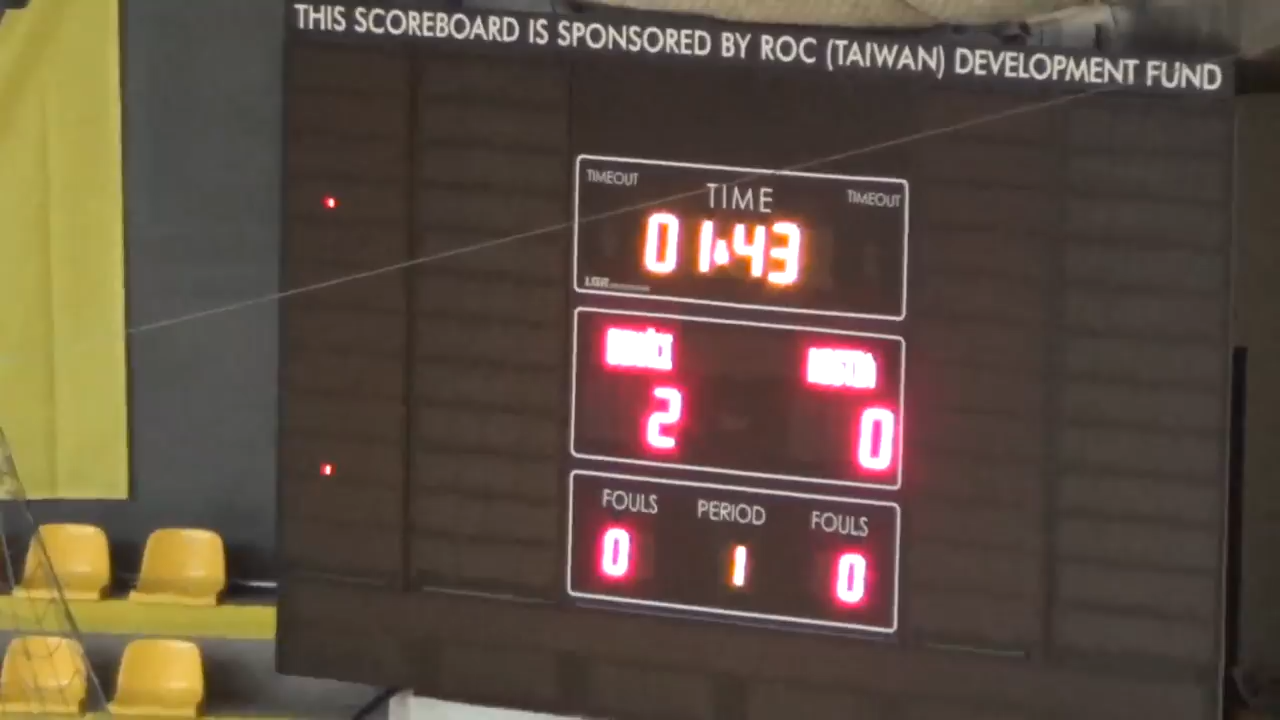 THIS SCOREBOARD IS SPONSORED BY ROC (TAIWAN) DEVELOPMENT FUND
TIMEOUT TIME TIMEOUT
01:43
2 0
FOULS PERIOD FOULS
0 1 0